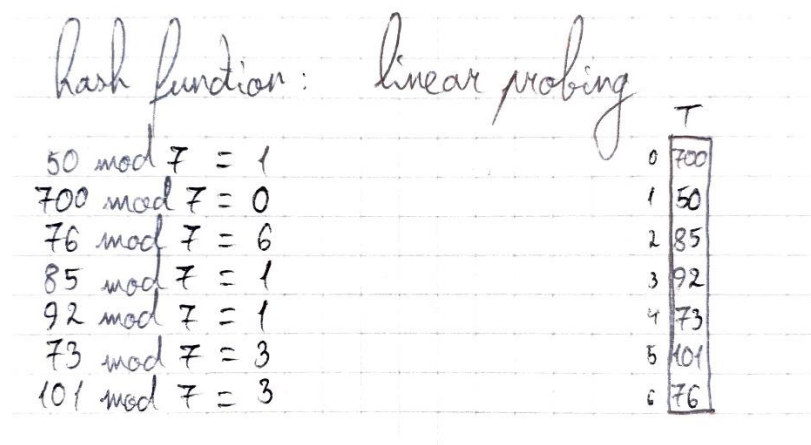 hash function: linear probing
T
50 mod 7 = 1
0 700
700 mod 7 = 0
1 50
76 mod 7 = 6
2 85
85 mod 7 = 1
3 92
92 mod 7 = 1
4 73
73 mod 7 = 3
5 101
101 mod 7 = 3
6 76